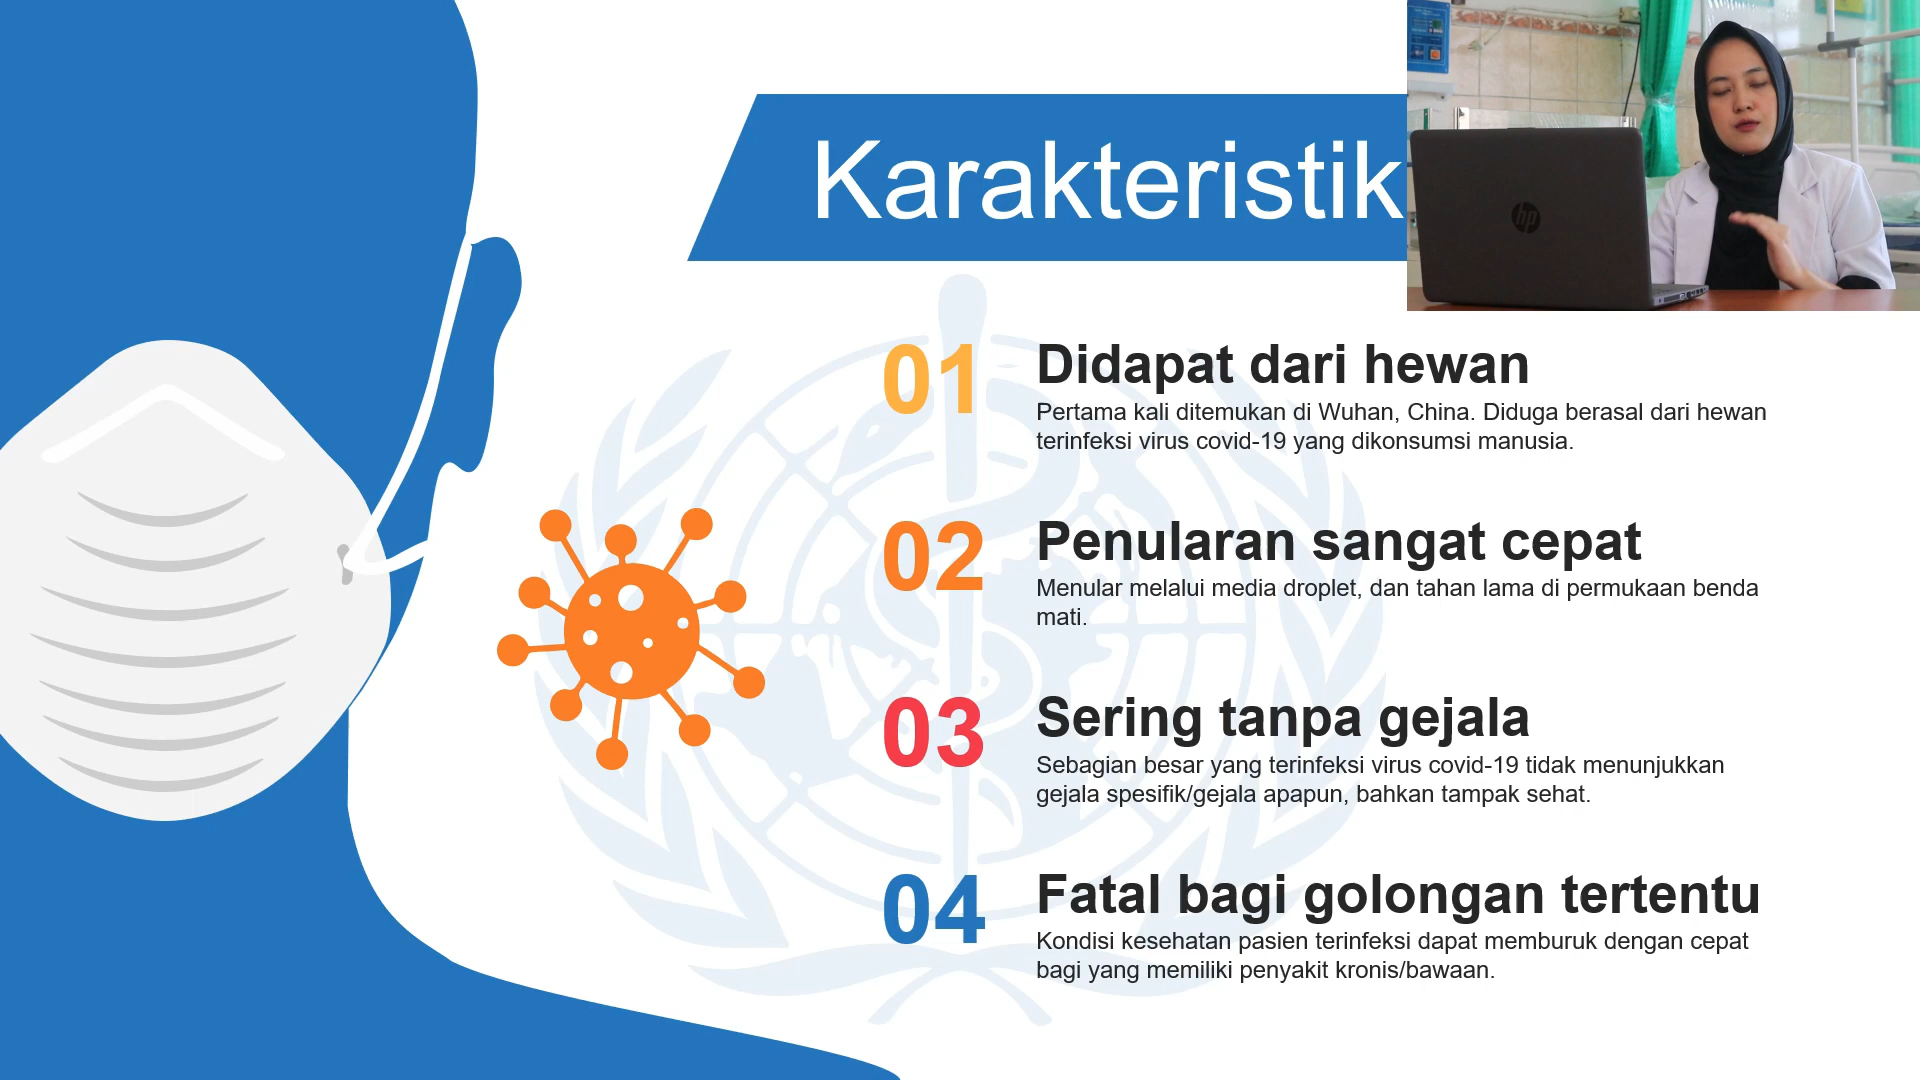 Karakteristik
01
Didapat dari hewan
Pertama kali ditemukan di Wuhan, China. Diduga berasal dari hewan
terinfeksi virus covid-19 yang dikonsumsi manusia.
02
Penularan sangat cepat
Menular melalui media droplet, dan tahan lama di permukaan benda
mati.
03
Sering tanpa gejala
Sebagian besar yang terinfeksi virus covid-19 tidak menunjukkan
gejala spesifik/gejala apapun, bahkan tampak sehat.
04
Fatal bagi golongan tertentu
Kondisi kesehatan pasien terinfeksi dapat memburuk dengan cepat
bagi yang memiliki penyakit kronis/bawaan.
hp